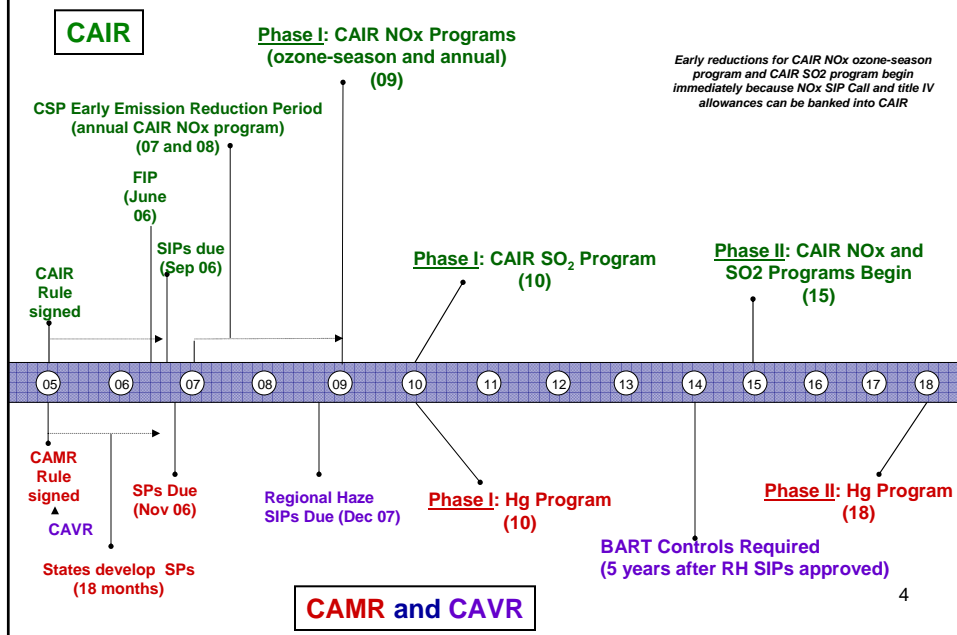 CAIR
Phase I: CAIR NOx Programs
(ozone-season and annual)
(09)
Early reductions for CAIR NOx ozone-season
program and CAIR SO2 program begin
immediately because NOx SIP Call and title IV
allowances can be banked into CAIR
CSP Early Emission Reduction Period
(annual CAIR NOx program)
(07 and 08)
FIP
(June
06)
SIPs due
(Sep 06)
CAIR
Rule
signed
Phase I: CAIR SO2 Program
(10)
Phase II: CAIR NOx and
SO2 Programs Begin
(15)
05 06 07 08 09 10 11 12 13 14 15 16 17 18
CAMR
Rule
signed
CAVR
SPs Due
(Nov 06)
States develop SPs
(18 months)
Regional Haze
SIPs Due (Dec 07)
Phase I: Hg Program
(10)
BART Controls Required
(5 years after RH SIPs approved)
Phase II: Hg Program
(18)
CAMR and CAVR
4